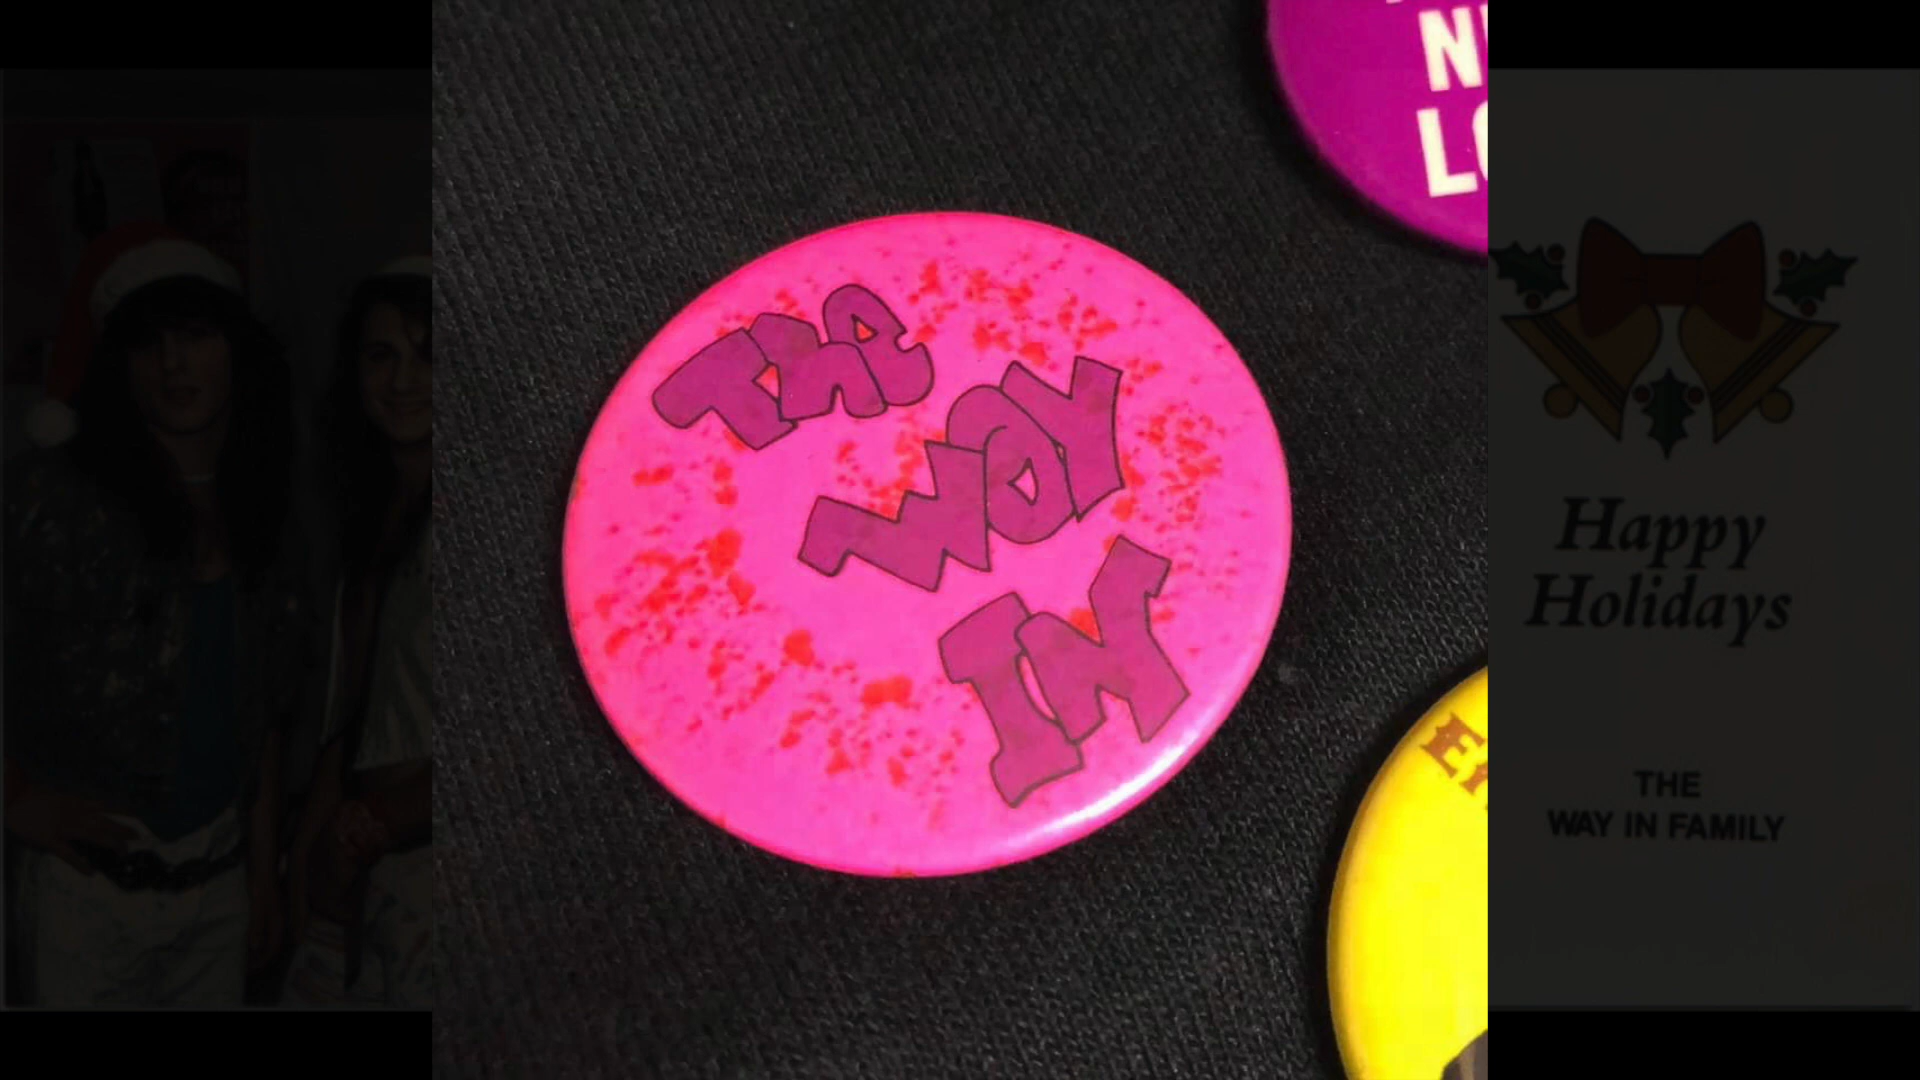 The
WaY
IN
Happy
Holidays
THE
WAY IN FAMILY